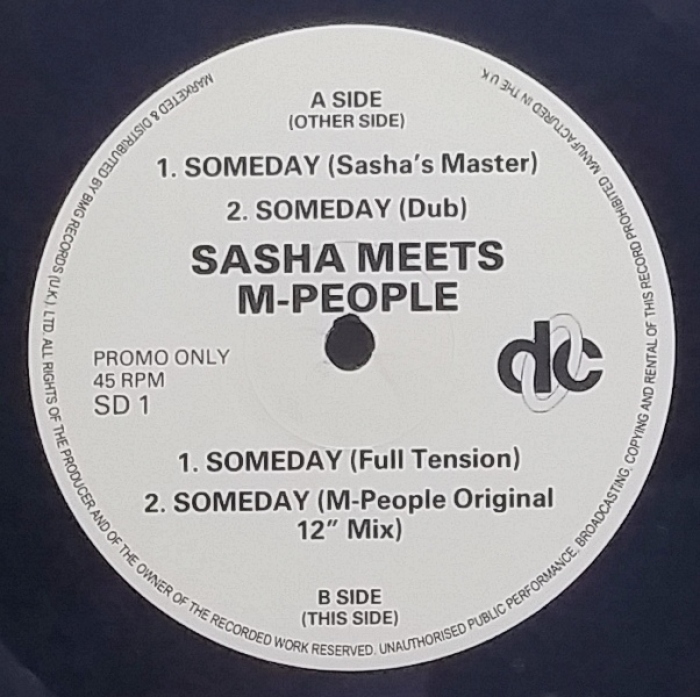 A SIDE
(OTHER SIDE)
1. SOMEDAY (Sasha's Master)
2. SOMEDAY (Dub)
SASHA MEETS
M-PEOPLE
PROMO ONLY
45 RPM
SD 1
dc
1. SOMEDAY (Full Tension)
2. SOMEDAY (M-People Original
12" Mix)
B SIDE
(THIS SIDE)
MARKETED & DISTRIBUTED BY BMG RECORDS (U.K.) LTD. ALL RIGHTS OF THE PRODUCER AND OF THE OWNER OF THE RECORDED WORK RESERVED. UNAUTHORISED PUBLIC PERFORMANCE, BROADCASTING, COPYING AND RENTAL OF THIS RECORD PROHIBITED MANUFACTURED IN THE UK